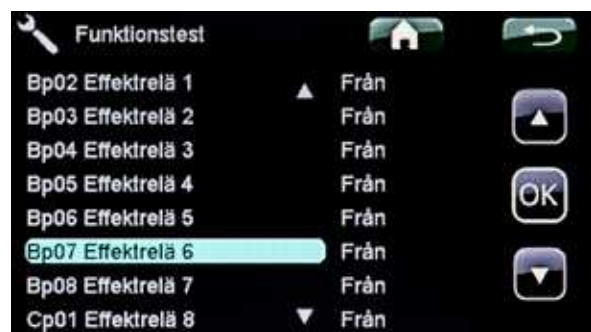 Funktionstest
Bp02 Effektrelä 1 Från
Bp03 Effektrelä 2 Från
Bp04 Effektrelä 3 Från
Bp05 Effektrelä 4 Från
Bp06 Effektrelä 5 Från
OK
Bp07 Effektrelä 6 Från
Bp08 Effektrelä 7 Från
Cp01 Effektrelä 8 Från